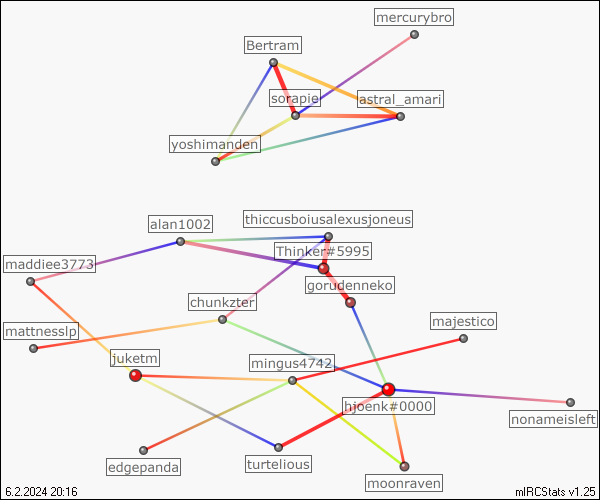 mercurybro
Bertram
sorapie
astral_amari
yoshimanden
alan1002
thiccusboiusalexusjoneus
Thinker#5995
maddiee3773
gorudenneko
chunkzter
majestico
mattnesslp
juketm
mingus4742
hjoenk#0000
nonameisleft
edgepanda
turtelious
moonraven
6.2.2024 20:16
mIRCStats v1.25